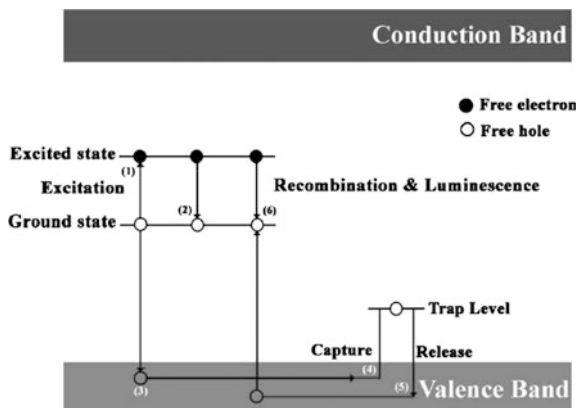 Conduction Band
Free electron
Free hole
Excited state
(1)
Excitation
(2)
Recombination & Luminescence
Ground state
(6)
Trap Level
Capture
(4)
Release
(3)
(5)
Valence Band